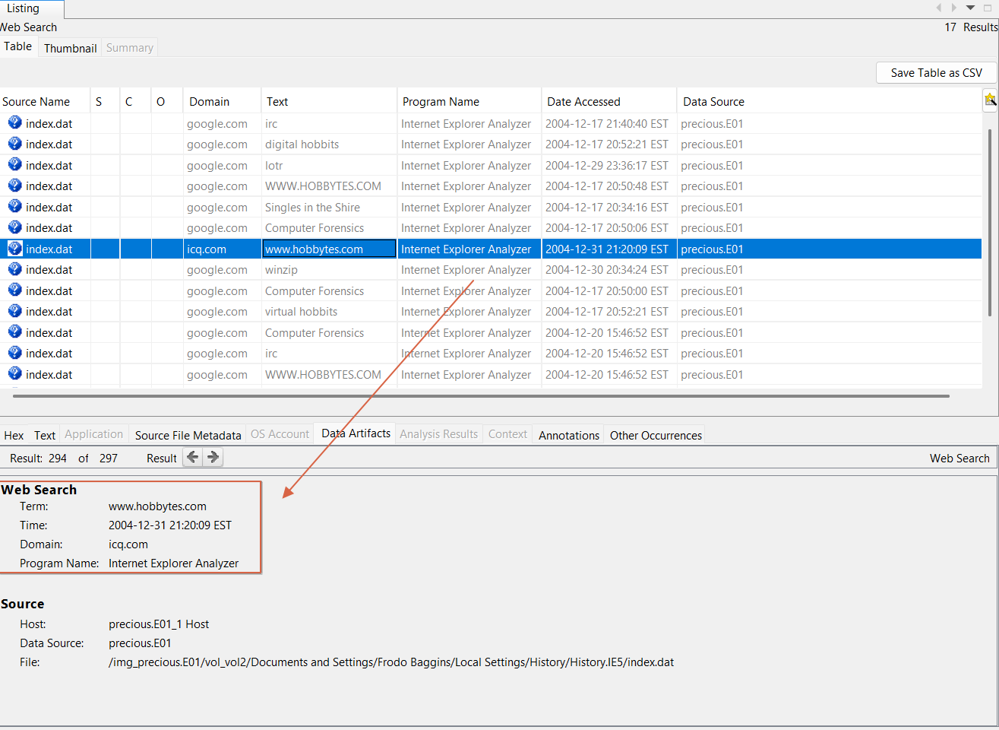 Listing
Web Search 17 Results
Table Thumbnail Summary
Save Table as CSV
Source Name S C O Domain Text Program Name Date Accessed Data Source
index.dat google.com irc Internet Explorer Analyzer 2004-12-17 21:40:40 EST precious.E01
index.dat google.com digital hobbits Internet Explorer Analyzer 2004-12-17 20:52:21 EST precious.E01
index.dat google.com lotr Internet Explorer Analyzer 2004-12-29 23:36:17 EST precious.E01
index.dat google.com WWW.HOBBYTES.COM Internet Explorer Analyzer 2004-12-17 20:50:48 EST precious.E01
index.dat google.com Singles in the Shire Internet Explorer Analyzer 2004-12-17 20:34:16 EST precious.E01
index.dat google.com Computer Forensics Internet Explorer Analyzer 2004-12-17 20:50:06 EST precious.E01
index.dat icq.com www.hobbytes.com Internet Explorer Analyzer 2004-12-31 21:20:09 EST precious.E01
index.dat google.com winzip Internet Explorer Analyzer 2004-12-30 20:34:24 EST precious.E01
index.dat google.com Computer Forensics Internet Explorer Analyzer 2004-12-17 20:50:00 EST precious.E01
index.dat google.com virtual hobbits Internet Explorer Analyzer 2004-12-17 20:52:21 EST precious.E01
index.dat google.com Computer Forensics Internet Explorer Analyzer 2004-12-20 15:46:52 EST precious.E01
index.dat google.com irc Internet Explorer Analyzer 2004-12-20 15:46:52 EST precious.E01
index.dat google.com WWW.HOBBYTES.COM Internet Explorer Analyzer 2004-12-20 15:46:52 EST precious.E01
Hex Text Application Source File Metadata OS Account Data Artifacts Analysis Results Context Annotations Other Occurrences
Result: 294 of 297 Result Web Search
Web Search
Term: www.hobbytes.com
Time: 2004-12-31 21:20:09 EST
Domain: icq.com
Program Name: Internet Explorer Analyzer
Source
Host: precious.E01_1 Host
Data Source: precious.E01
File: /img_precious.E01/vol_vol2/Documents and Settings/Frodo Baggins/Local Settings/History/History.IE5/index.dat